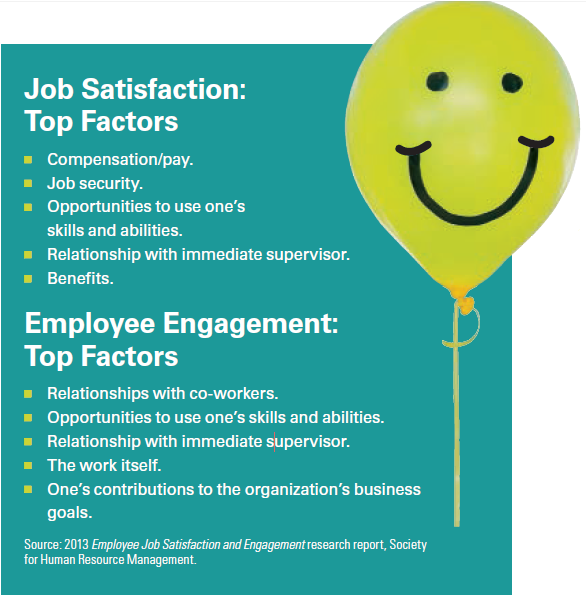 Job Satisfaction:
Top Factors
Compensation/pay.
Job security.
Opportunities to use one's
skills and abilities.
Relationship with immediate supervisor.
Benefits.
Employee Engagement:
Top Factors
Relationships with co-workers.
Opportunities to use one's skills and abilities.
Relationship with immediate supervisor.
The work itself.
One's contributions to the organization's business
goals.
Source: 2013 Employee Job Satisfaction and Engagement research report, Society
for Human Resource Management.